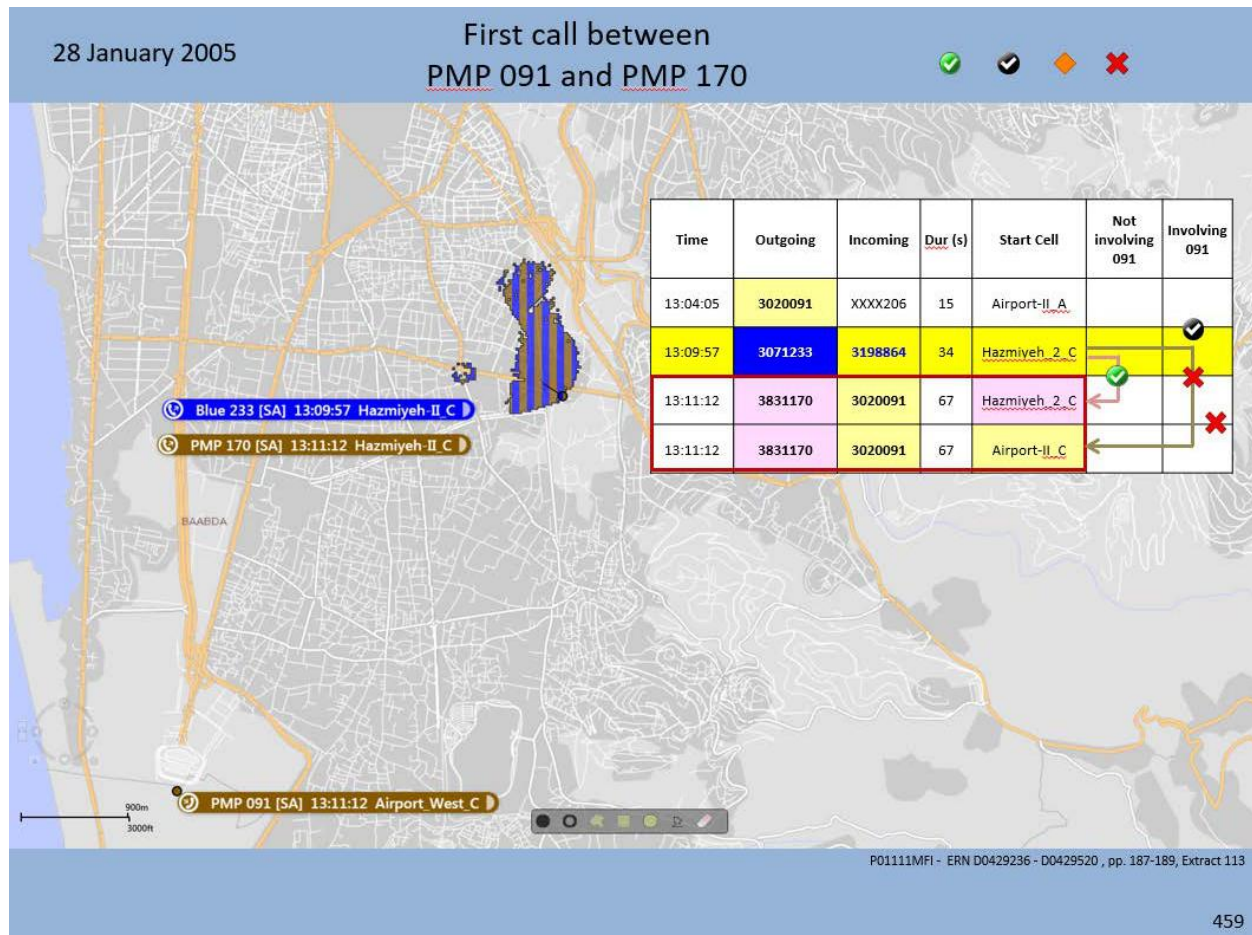 28 January 2005
First call between
PMP 091 and PMP 170
Time Outgoing Incoming Dur (s) Start Cell Not involving 091 Involving 091
13:04:05 3020091 XXXX206 15 Airport-II_A
13:09:57 3071233 3198864 34 Hazmiyeh_2_C
13:11:12 3831170 3020091 67 Hazmiyeh_2_C
13:11:12 3831170 3020091 67 Airport-II_C
Blue 233 [SA] 13:09:57 Hazmiyeh-II_C
PMP 170 [SA] 13:11:12 Hazmiyeh-II_C
BAABDA
PMP 091 [SA] 13:11:12 Airport_West_C
900m
3000ft
P01111MFI - ERN D0429236 - D0429520 , pp. 187-189, Extract 113
459